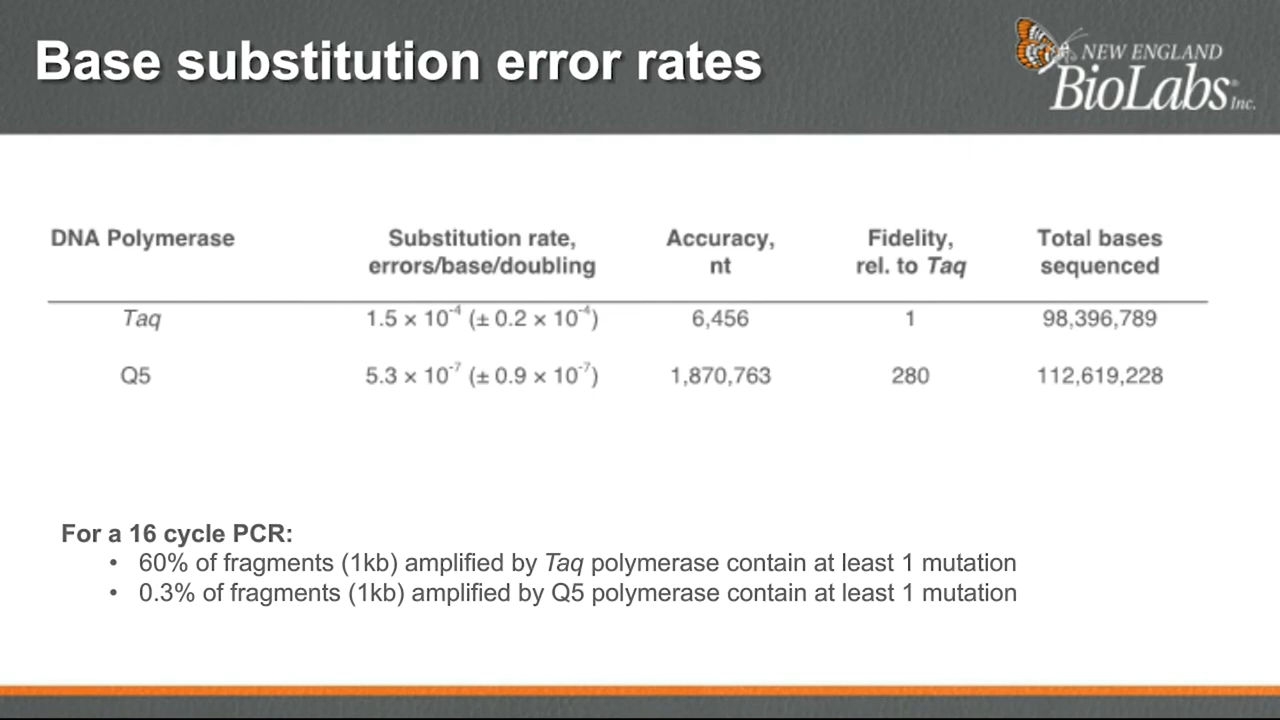 Base substitution error rates
NEW ENGLAND
BioLabs® Inc.
DNA Polymerase Substitution rate, errors/base/doubling Accuracy, nt Fidelity, rel. to Taq Total bases sequenced
Taq 1.5 × 10⁻⁴ (± 0.2 × 10⁻⁴) 6,456 1 98,396,789
Q5 5.3 × 10⁻⁷ (± 0.9 × 10⁻⁷) 1,870,763 280 112,619,228
For a 16 cycle PCR:
• 60% of fragments (1kb) amplified by Taq polymerase contain at least 1 mutation
• 0.3% of fragments (1kb) amplified by Q5 polymerase contain at least 1 mutation